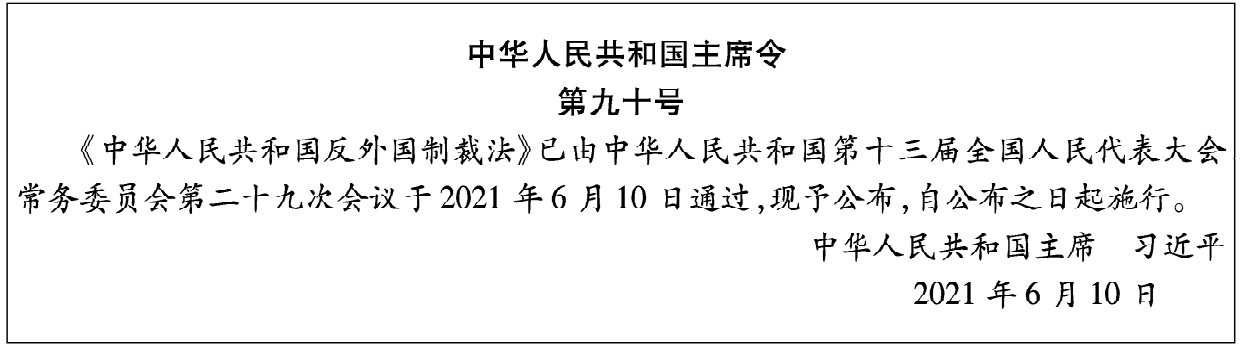 中华人民共和国主席令
第九十号
《中华人民共和国反外国制裁法》已由中华人民共和国第十三届全国人民代表大会
常务委员会第二十九次会议于2021年6月10日通过,现予公布,自公布之日起施行。
中华人民共和国主席 习近平
2021年6月10日